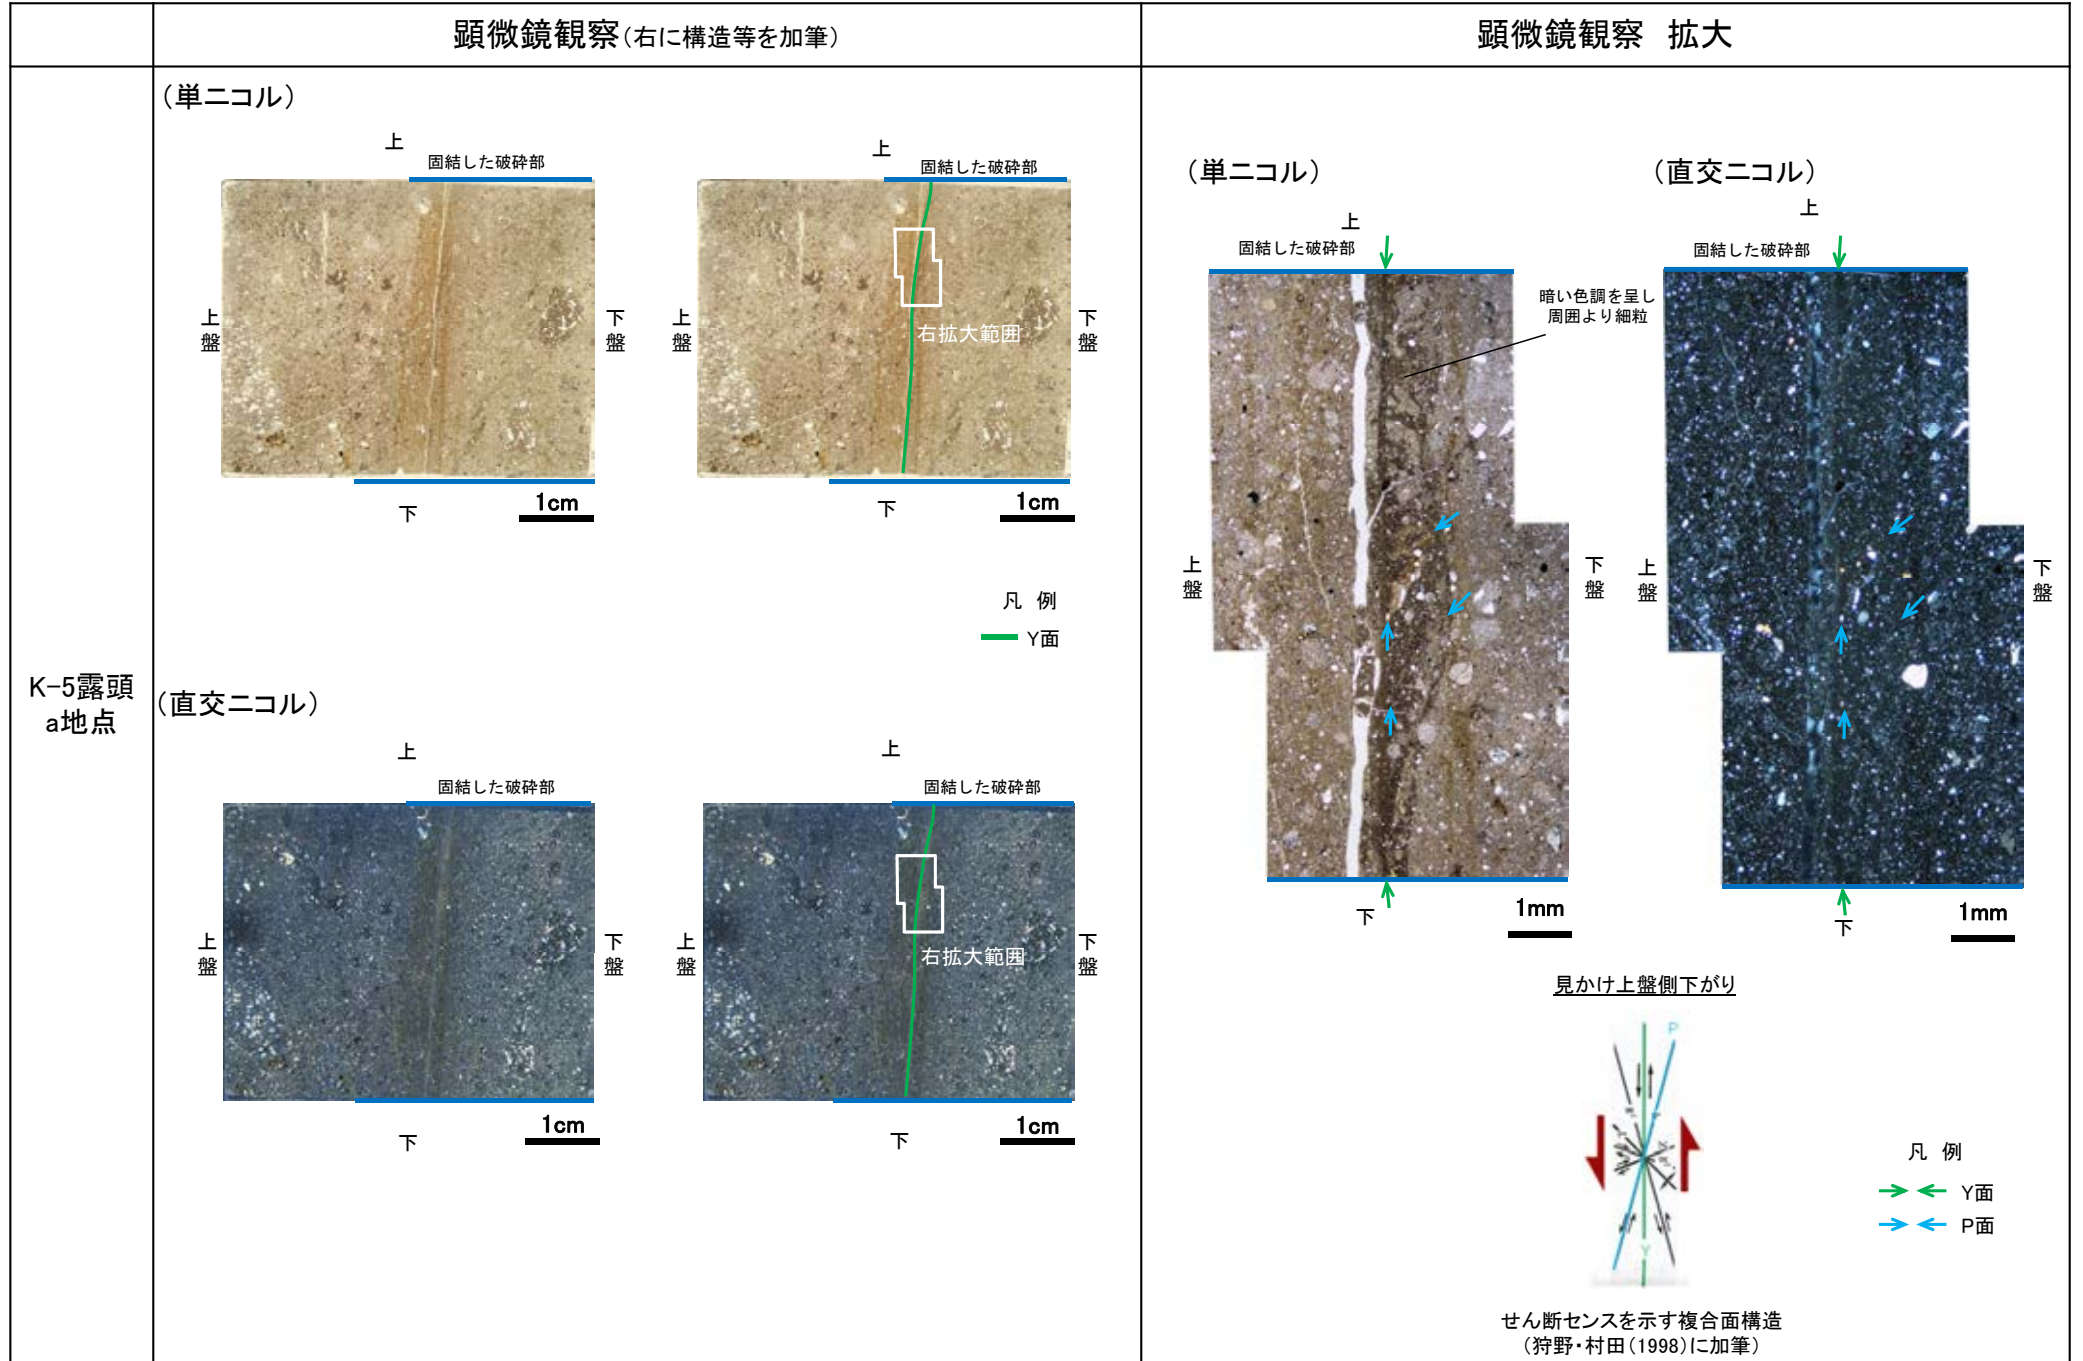 顕微鏡観察(右に構造等を加筆)
顕微鏡観察 拡大
K-5露頭
a地点
(単ニコル)
上
固結した破砕部
上盤
下盤
下
1cm
上
固結した破砕部
上盤
右拡大範囲
下盤
下
1cm
凡 例
Y面
(直交ニコル)
上
固結した破砕部
上盤
下盤
下
1cm
上
固結した破砕部
上盤
右拡大範囲
下盤
下
1cm
(単ニコル)
上
固結した破砕部
暗い色調を呈し
周囲より細粒
上盤
下盤
下
1mm
(直交ニコル)
上
固結した破砕部
上盤
下盤
下
1mm
見かけ上盤側下がり
P
Y
凡 例
Y面
P面
せん断センスを示す複合面構造
(狩野・村田(1998)に加筆)